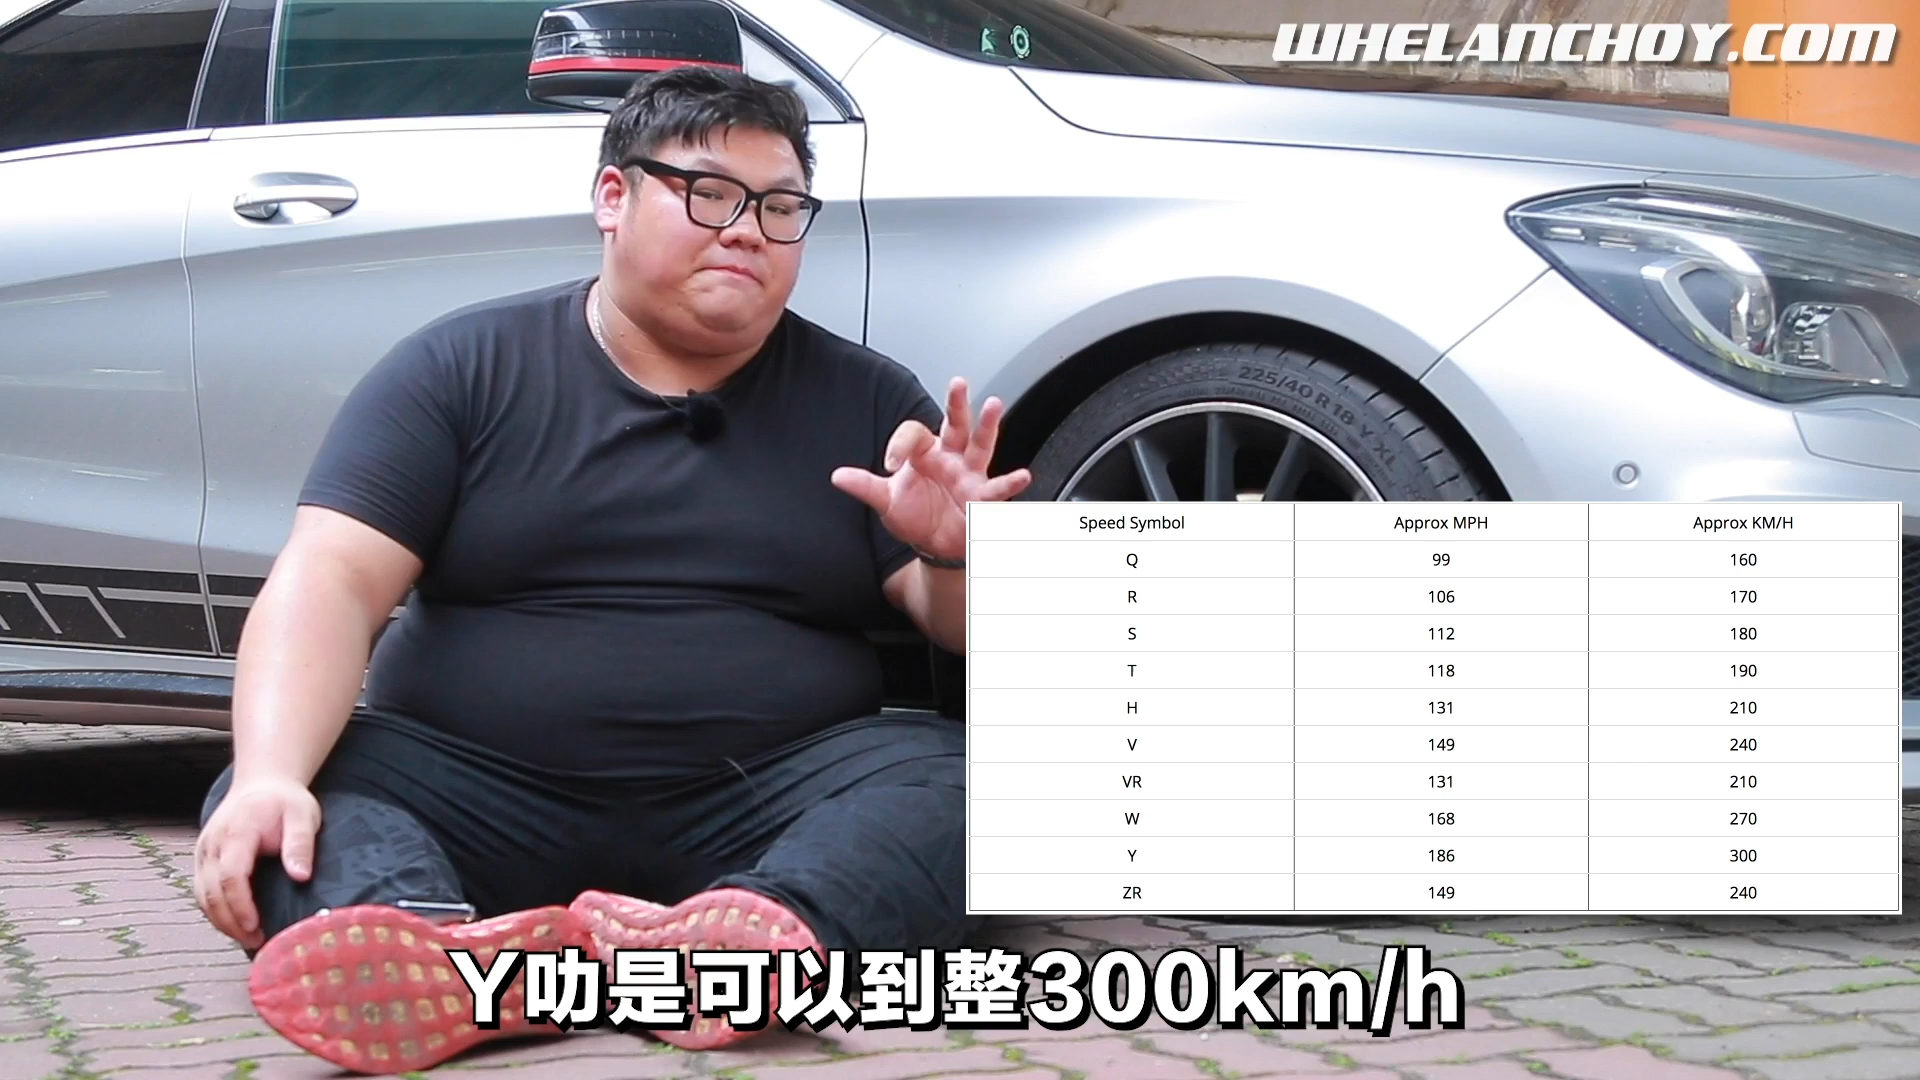 WHELANCHOY.COM
225/40 R 18 Y XL
Speed Symbol Approx MPH Approx KM/H
Q 99 160
R 106 170
S 112 180
T 118 190
H 131 210
V 149 240
VR 131 210
W 168 270
Y 186 300
ZR 149 240
Y叻是可以到整300km/h